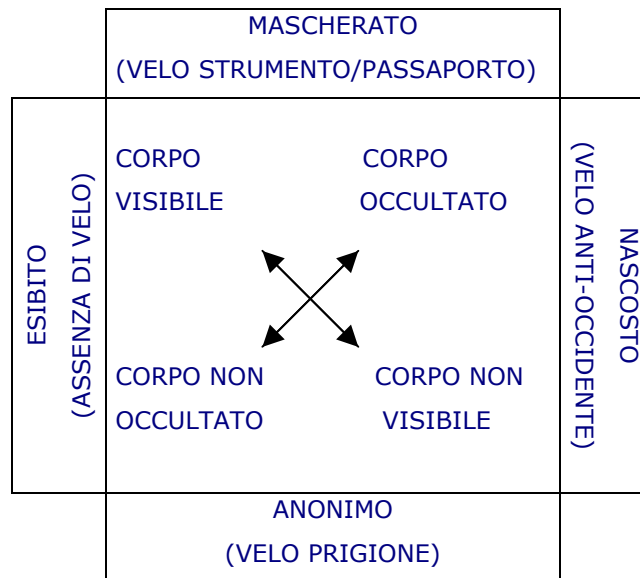 MASCHERATO
(VELO STRUMENTO/PASSAPORTO)
ESIBITO
(ASSENZA DI VELO)
CORPO
VISIBILE
CORPO
OCCULTATO
CORPO NON
OCCULTATO
CORPO NON
VISIBILE
NASCOSTO
(VELO ANTI-OCCIDENTE)
ANONIMO
(VELO PRIGIONE)